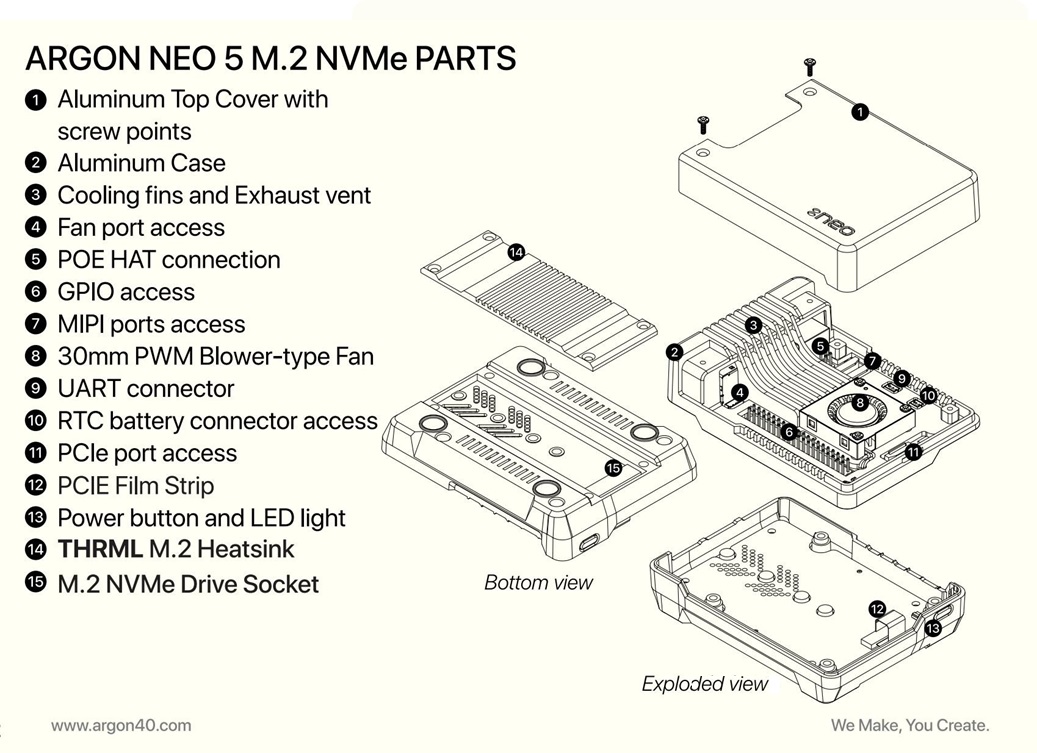 ARGON NEO 5 M.2 NVMe PARTS
1 Aluminum Top Cover with
screw points
2 Aluminum Case
3 Cooling fins and Exhaust vent
4 Fan port access
5 POE HAT connection
6 GPIO access
7 MIPI ports access
8 30mm PWM Blower-type Fan
9 UART connector
10 RTC battery connector access
11 PCIe port access
12 PCIE Film Strip
13 Power button and LED light
14 THRML M.2 Heatsink
15 M.2 NVMe Drive Socket
1
neo
14
3
2
5
7
9
10
4
8
6
11
15
Bottom view
12
13
Exploded view
www.argon40.com
We Make, You Create.